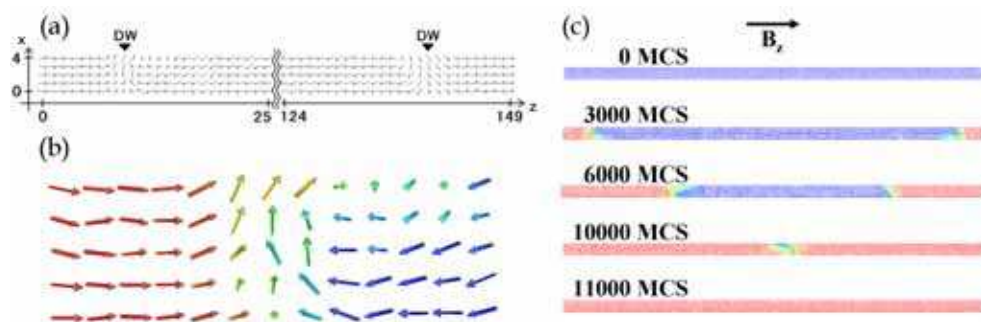 (a)
DW
DW
x
4
0
0
25
124
149
z
(b)
(c)
B_z
0 MCS
3000 MCS
6000 MCS
10000 MCS
11000 MCS